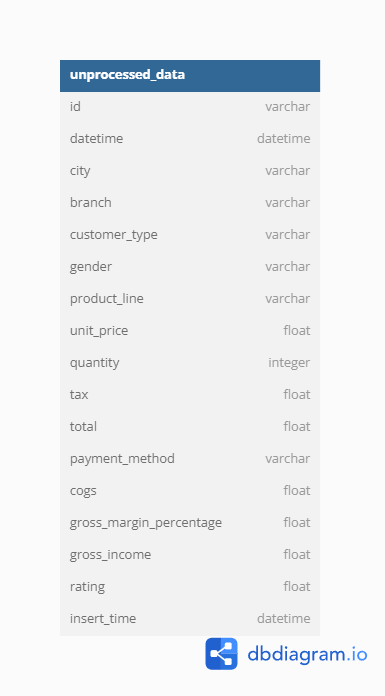 unprocessed_data
id varchar
datetime datetime
city varchar
branch varchar
customer_type varchar
gender varchar
product_line varchar
unit_price float
quantity integer
tax float
total float
payment_method varchar
cogs float
gross_margin_percentage float
gross_income float
rating float
insert_time datetime
dbdiagram.io